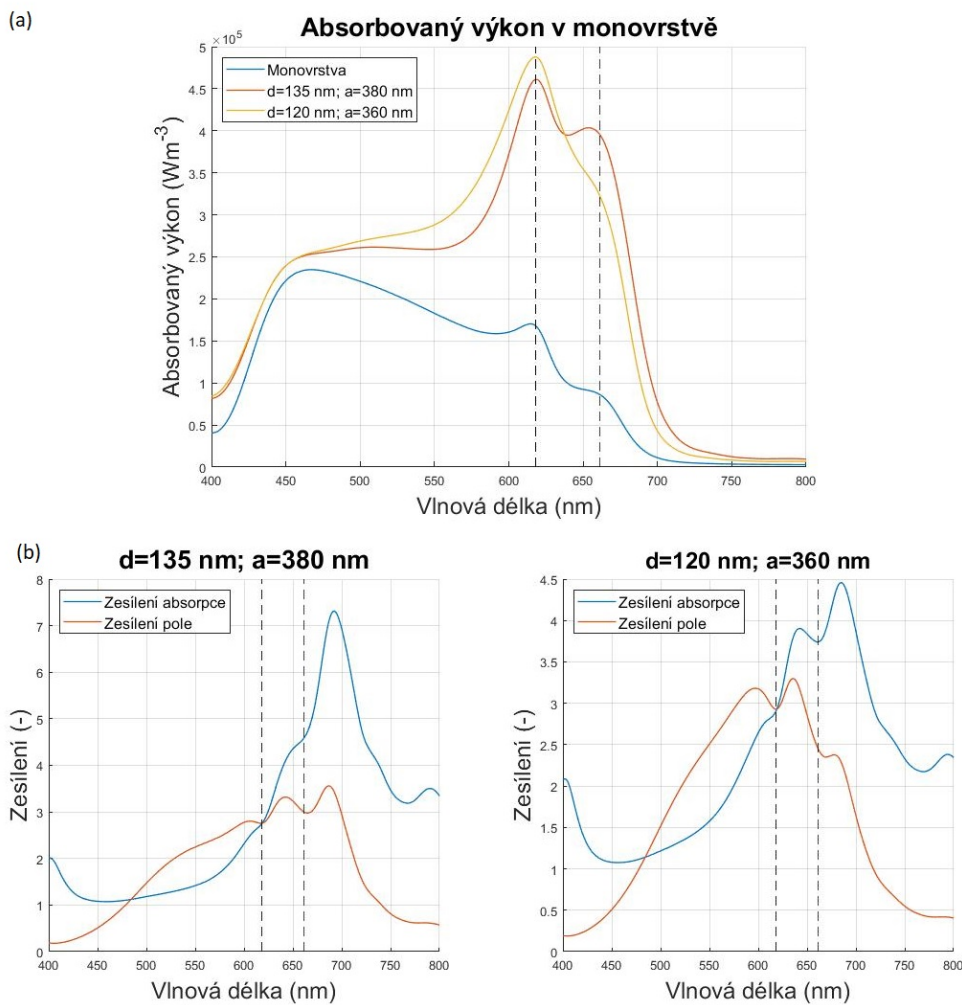 (a)
Absorbovaný výkon v monovrstvě
×10⁵
Absorbovaný výkon (Wm⁻³)
5
4.5
4
3.5
3
2.5
2
1.5
1
0.5
0
Monovrstva
d=135 nm; a=380 nm
d=120 nm; a=360 nm
400 450 500 550 600 650 700 750 800
Vlnová délka (nm)
(b)
d=135 nm; a=380 nm
Zesílení (-)
8
7
6
5
4
3
2
1
0
Zesílení absorpce
Zesílení pole
400 450 500 550 600 650 700 750 800
Vlnová délka (nm)
d=120 nm; a=360 nm
Zesílení (-)
4.5
4
3.5
3
2.5
2
1.5
1
0.5
0
Zesílení absorpce
Zesílení pole
400 450 500 550 600 650 700 750 800
Vlnová délka (nm)